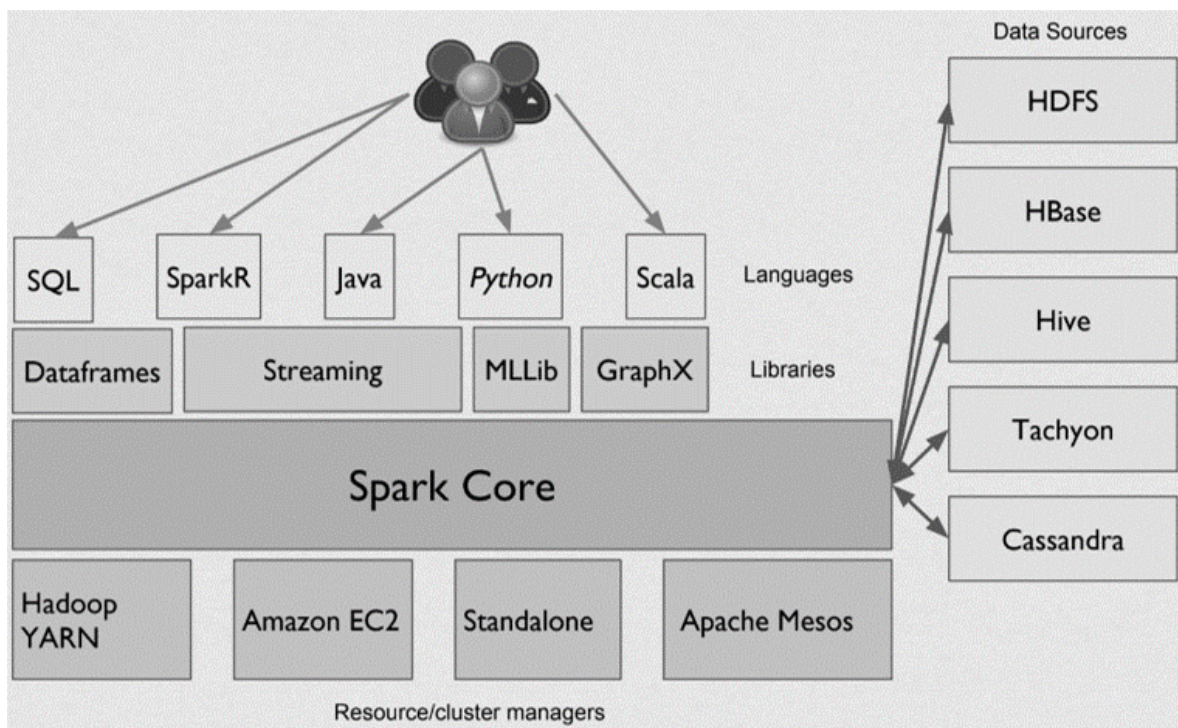 Data Sources
HDFS
HBase
Hive
Tachyon
Cassandra
SQL
SparkR
Java
Python
Scala
Languages
Dataframes
Streaming
MLLib
GraphX
Libraries
Spark Core
Hadoop
YARN
Amazon EC2
Standalone
Apache Mesos
Resource/cluster managers